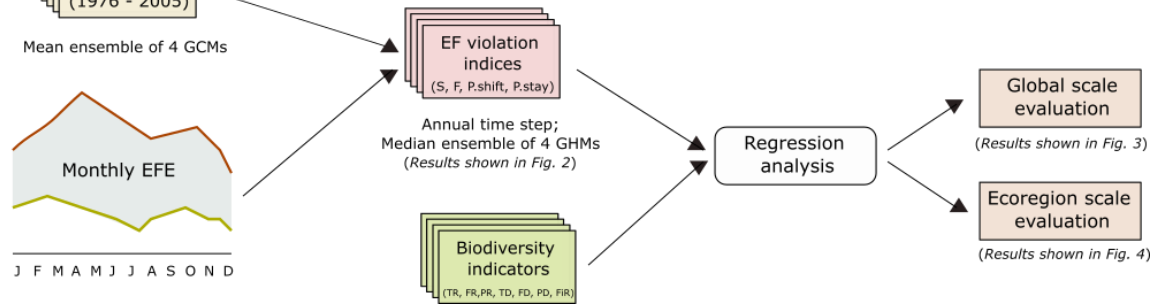 (1976 - 2005)
Mean ensemble of 4 GCMs
Monthly EFE
J F M A M J J A S O N D
EF violation
indices
(S, F, P.shift, P.stay)
Annual time step;
Median ensemble of 4 GHMs
(Results shown in Fig. 2)
Biodiversity
indicators
(TR, FR,PR, TD, FD, PD, FiR)
Regression
analysis
Global scale
evaluation
(Results shown in Fig. 3)
Ecoregion scale
evaluation
(Results shown in Fig. 4)